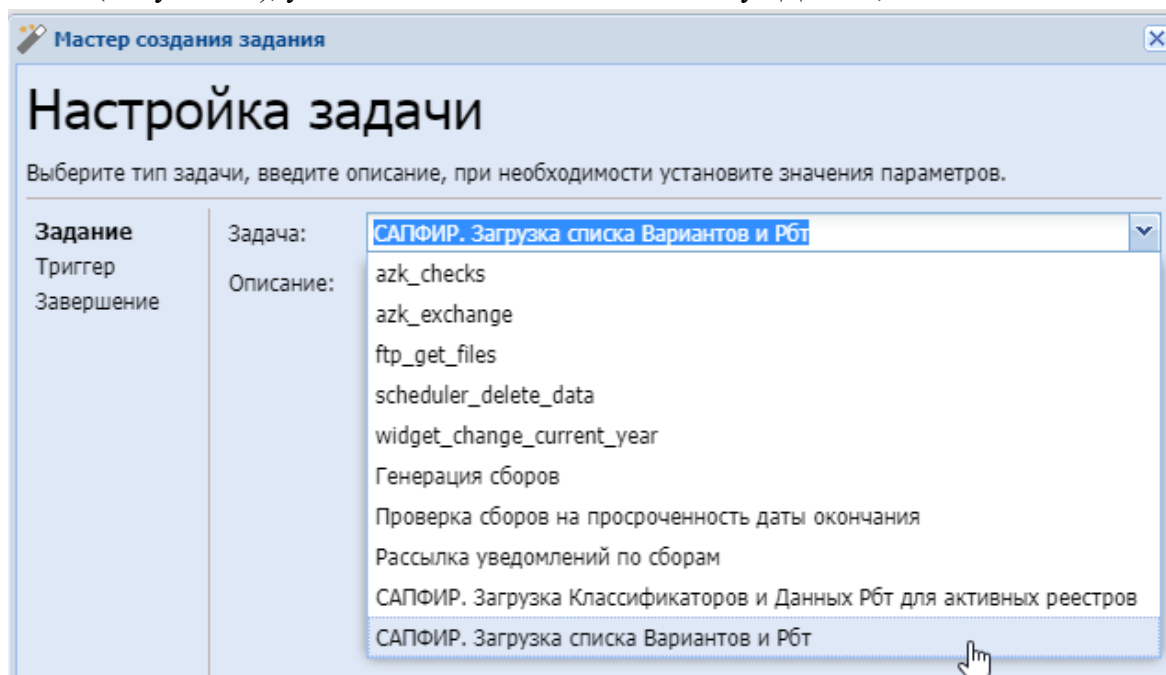 Мастер создания задания
Настройка задачи
Выберите тип задачи, введите описание, при необходимости установите значения параметров.
Задание
Триггер
Завершение
Задача:
САПФИР. Загрузка списка Вариантов и Рбт
Описание:
azk_checks
azk_exchange
ftp_get_files
scheduler_delete_data
widget_change_current_year
Генерация сборов
Проверка сборов на просроченность даты окончания
Рассылка уведомлений по сборам
САПФИР. Загрузка Классификаторов и Данных Рбт для активных реестров
САПФИР. Загрузка списка Вариантов и Рбт